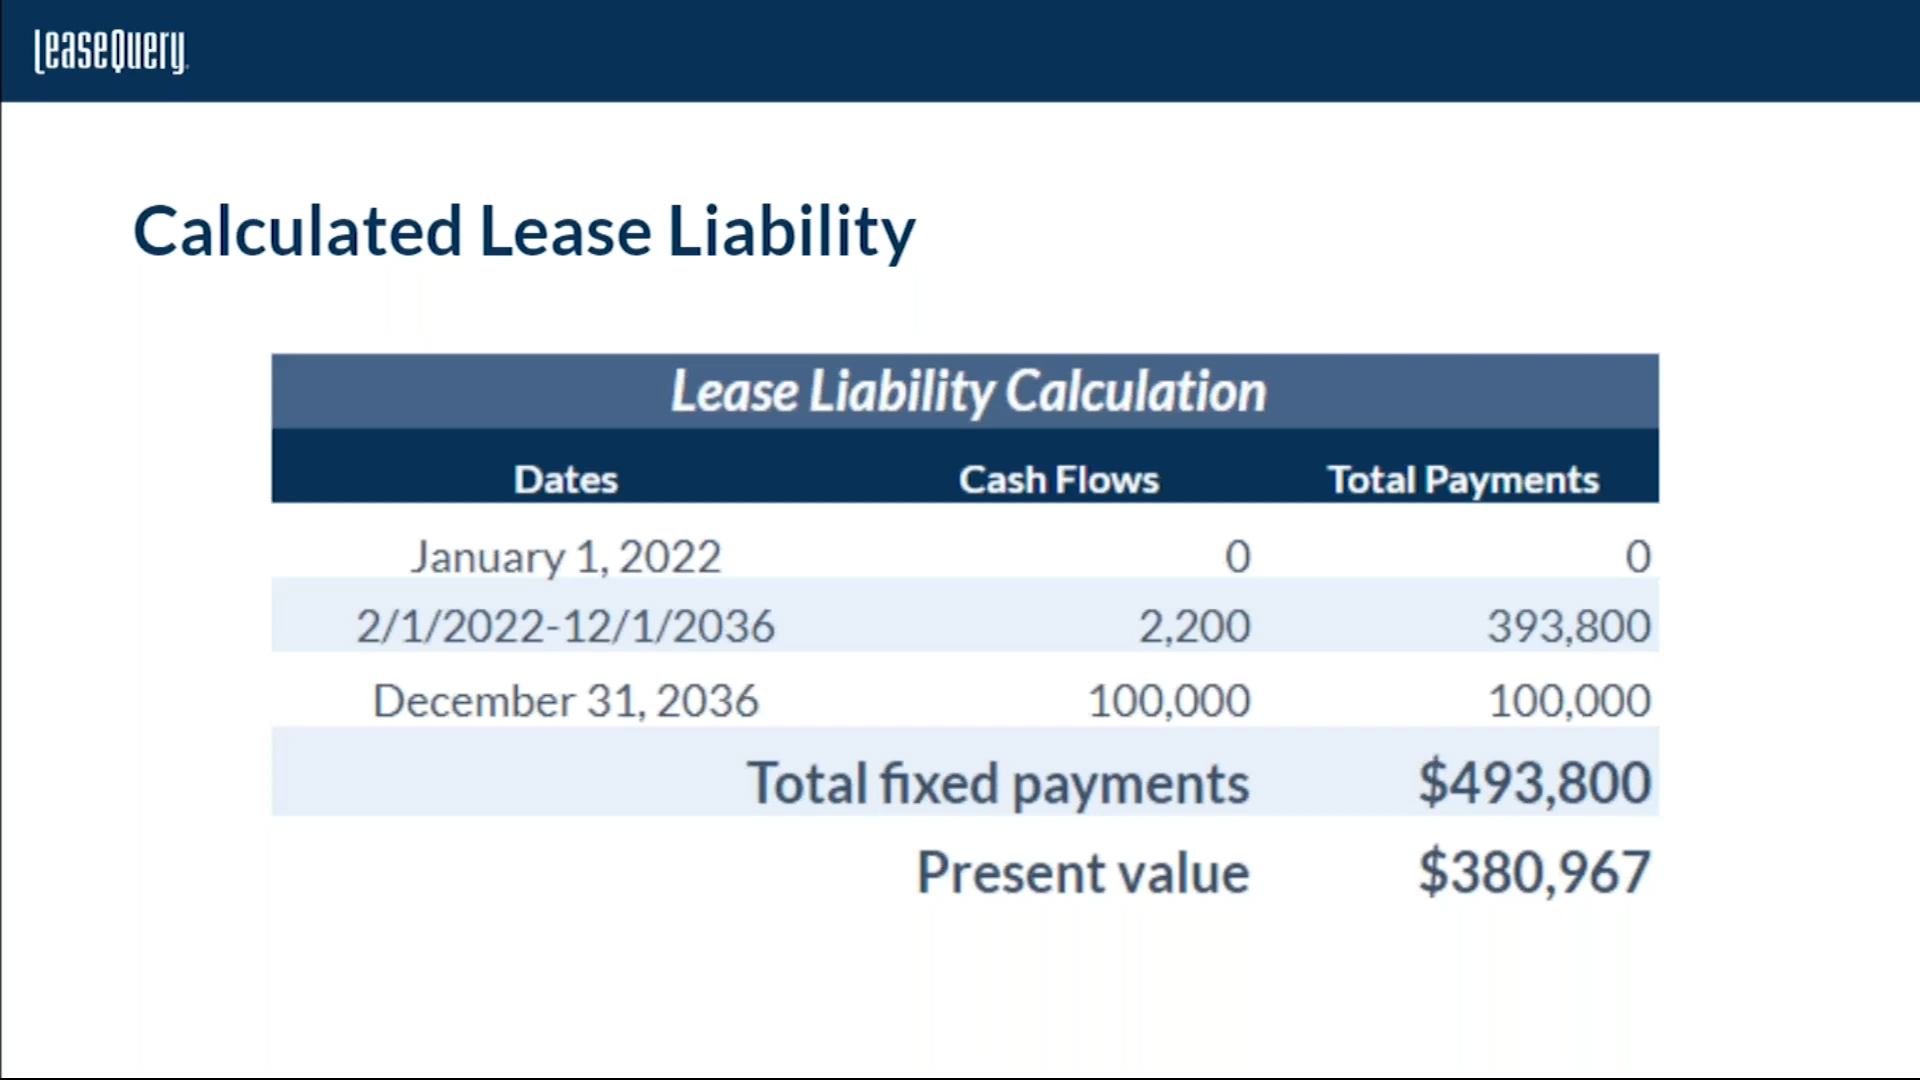 LeaseQuery
Calculated Lease Liability
Lease Liability Calculation
Dates Cash Flows Total Payments
January 1, 2022 0 0
2/1/2022-12/1/2036 2,200 393,800
December 31, 2036 100,000 100,000
Total fixed payments $493,800
Present value $380,967